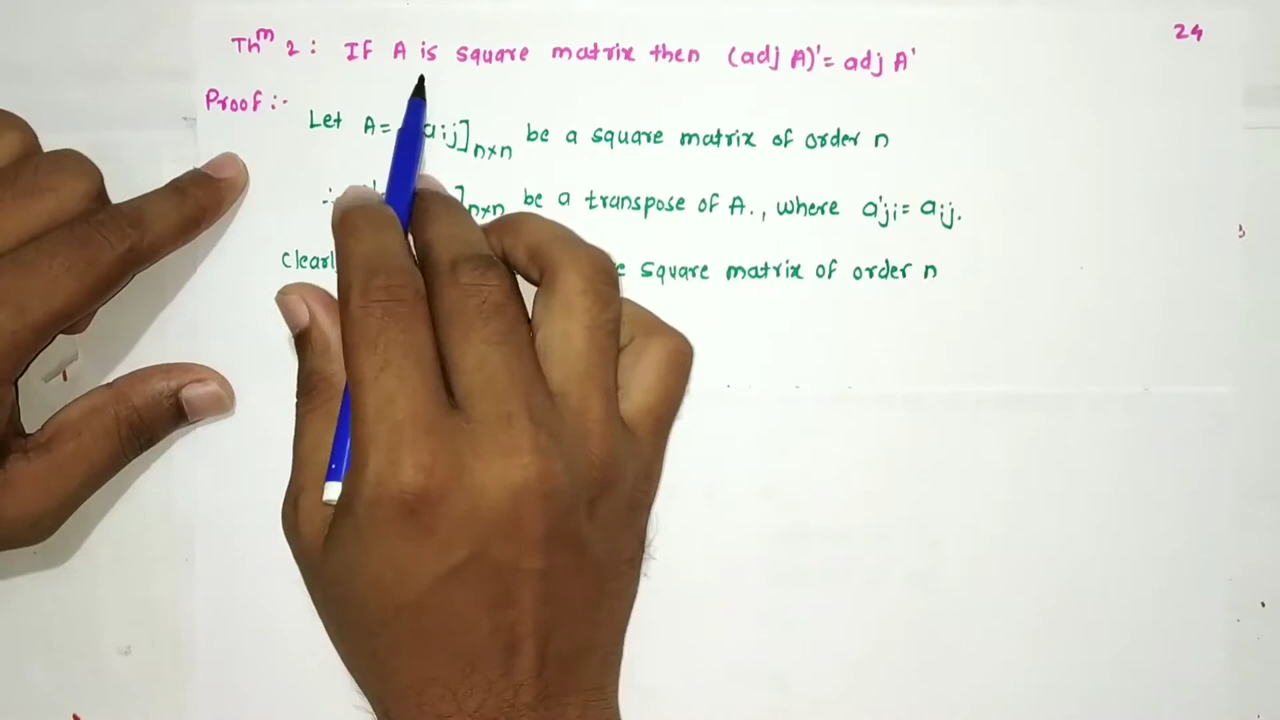 24
Thm 2 : If A is square matrix then (adj A)' = adj A'
Proof :-
Let A = aij]n×n be a square matrix of order n
∴ ]n×n be a transpose of A., where a'ji = aij.
Clearl square matrix of order n